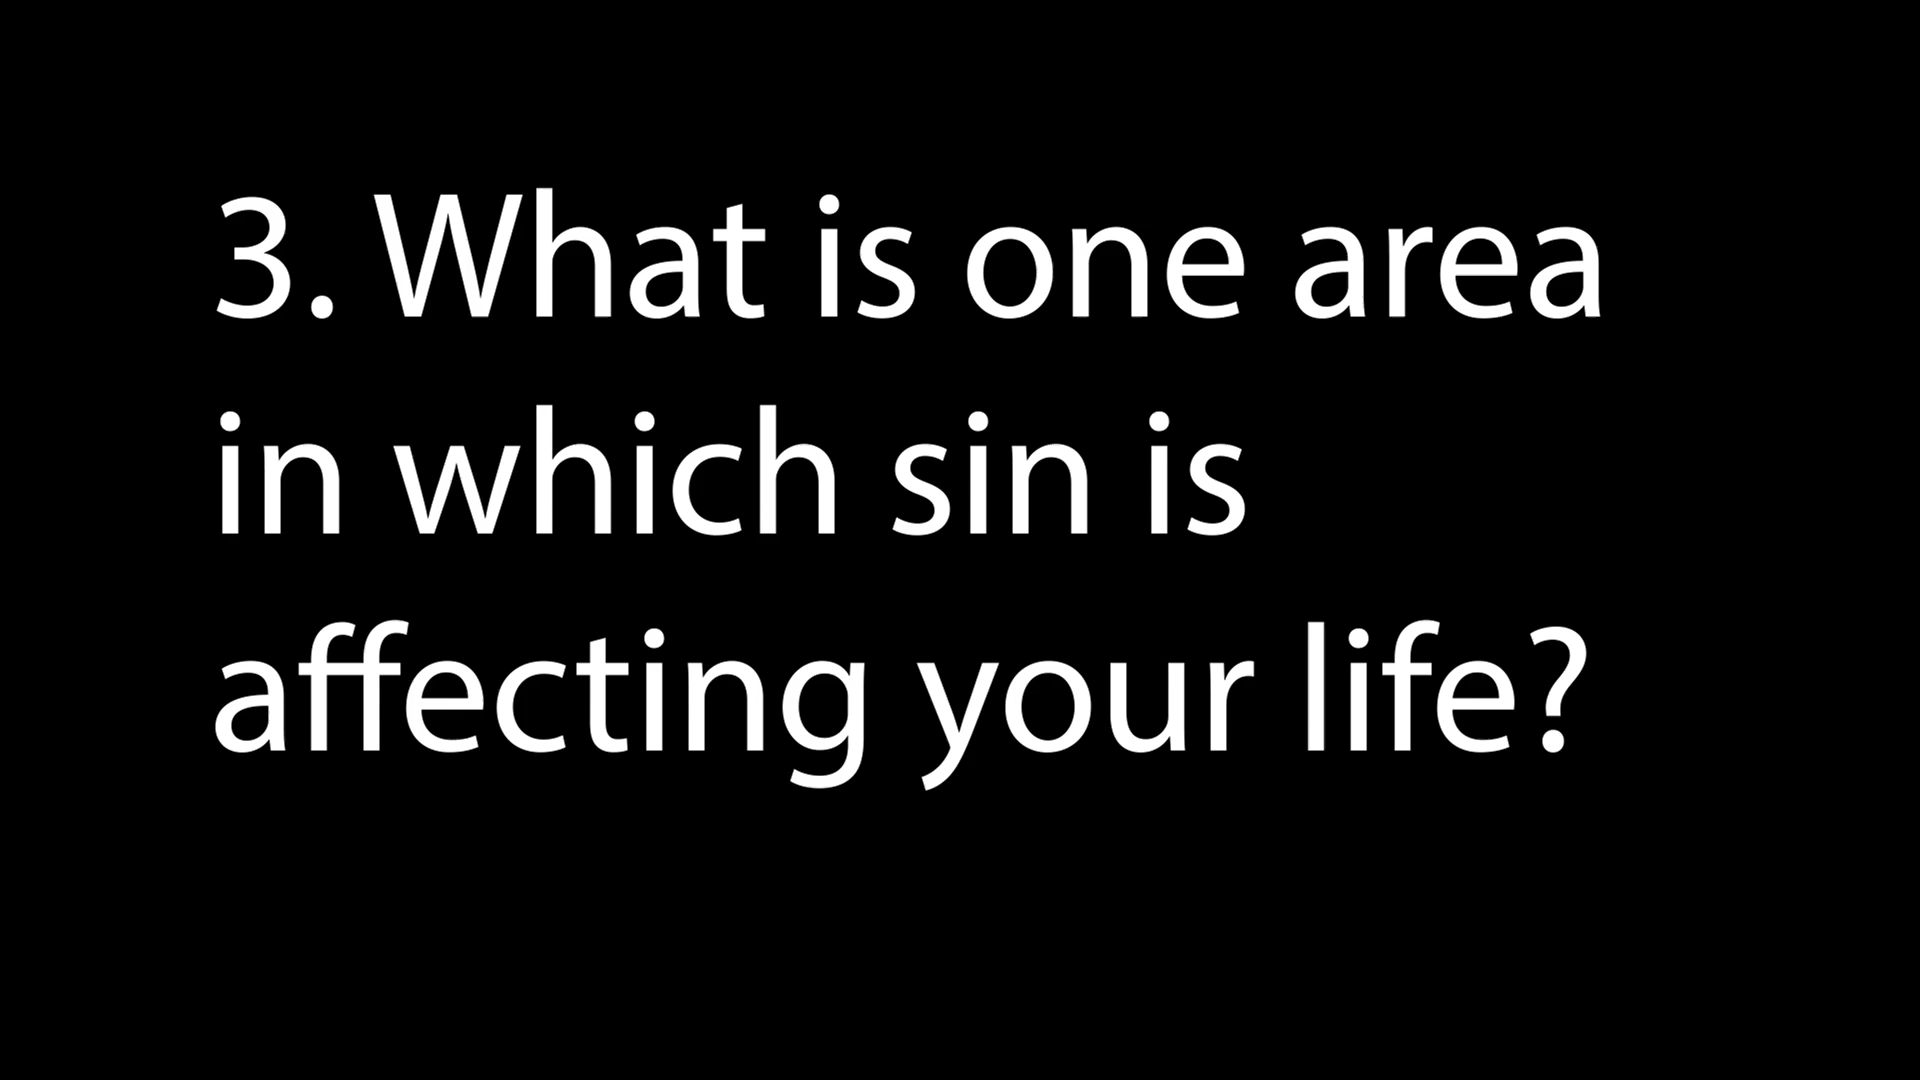 3. What is one area
in which sin is
affecting your life?